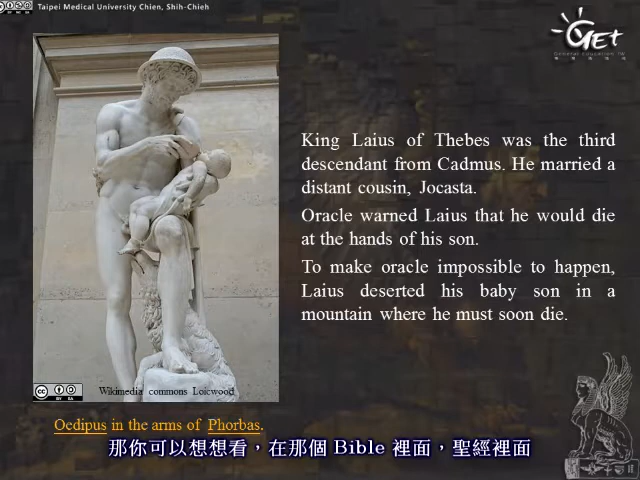 Taipei Medical University Chien, Shih-Chieh
GET
King Laius of Thebes was the third
descendant from Cadmus. He married a
distant cousin, Jocasta.
Oracle warned Laius that he would die
at the hands of his son.
To make oracle impossible to happen,
Laius deserted his baby son in a
mountain where he must soon die.
Wikimedia commons Loicwood
Oedipus in the arms of Phorbas.
那你可以想想看，在那個 Bible 裡面，聖經裡面